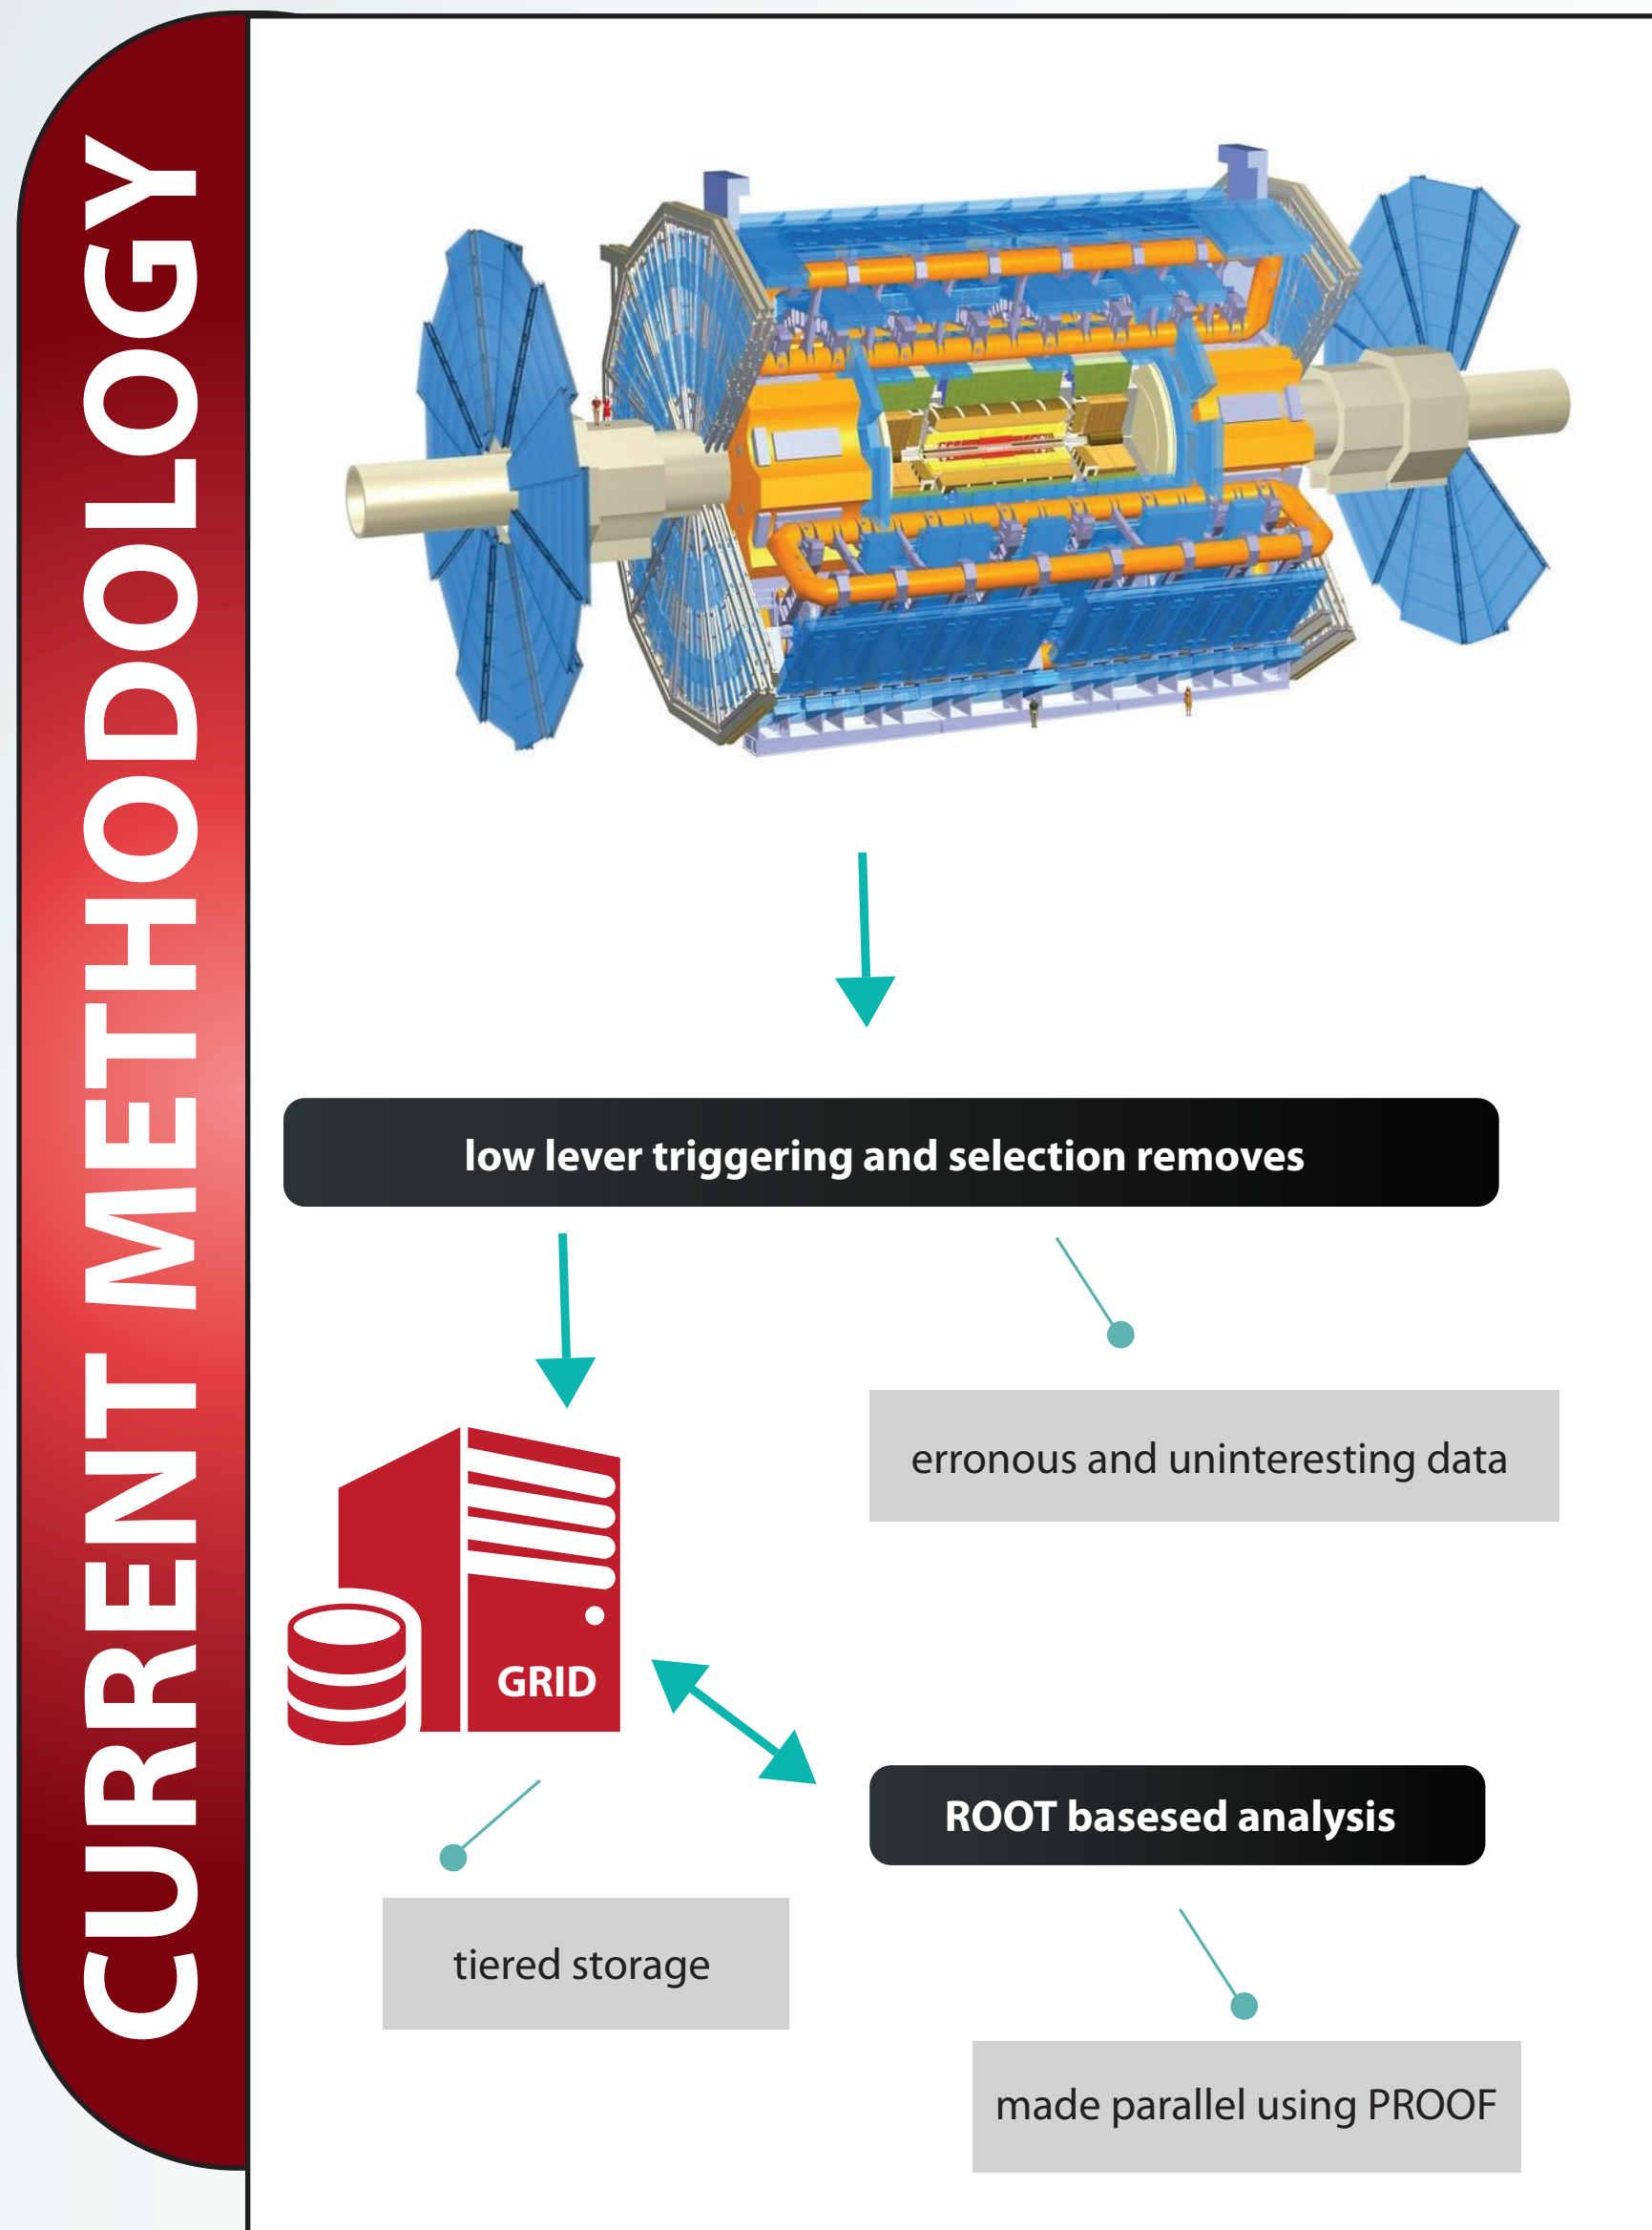 CURRENT METHODOLOGY
low lever triggering and selection removes
erronous and uninteresting data
GRID
ROOT basesed analysis
tiered storage
made parallel using PROOF